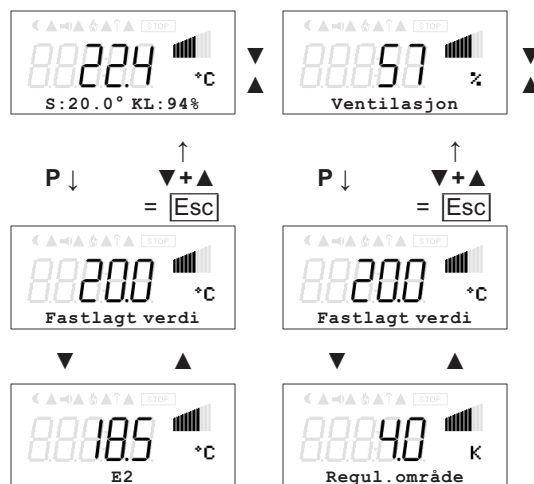 STOP
22.4
°C
S:20.0° KL:94%
▼
▲
STOP
57
%
Ventilasjon
▼
▲
P ↓
↑
▼+▲
= Esc
P ↓
↑
▼+▲
= Esc
STOP
20.0
°C
Fastlagt verdi
STOP
20.0
°C
Fastlagt verdi
▼ ▲
▼ ▲
STOP
18.5
°C
E2
STOP
4.0
K
Regul.område